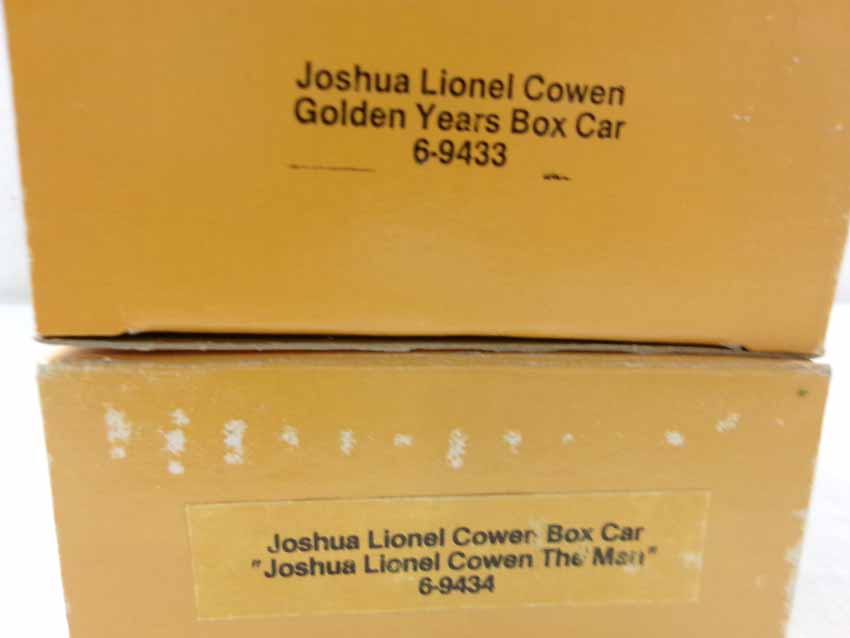 Joshua Lionel Cowen
Golden Years Box Car
6-9433
Joshua Lionel Cowen Box Car
"Joshua Lionel Cowen The Man"
6-9434